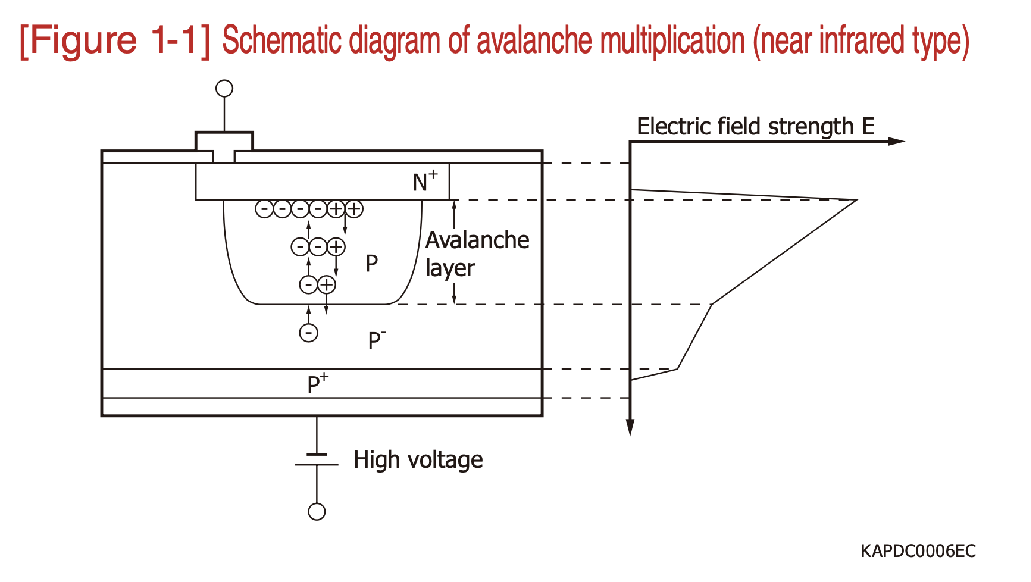 [Figure 1-1] Schematic diagram of avalanche multiplication (near infrared type)
Electric field strength E
N+
- - - - + +
Avalanche
layer
- - +
P
- +
-
P-
P+
High voltage
KAPDC0006EC